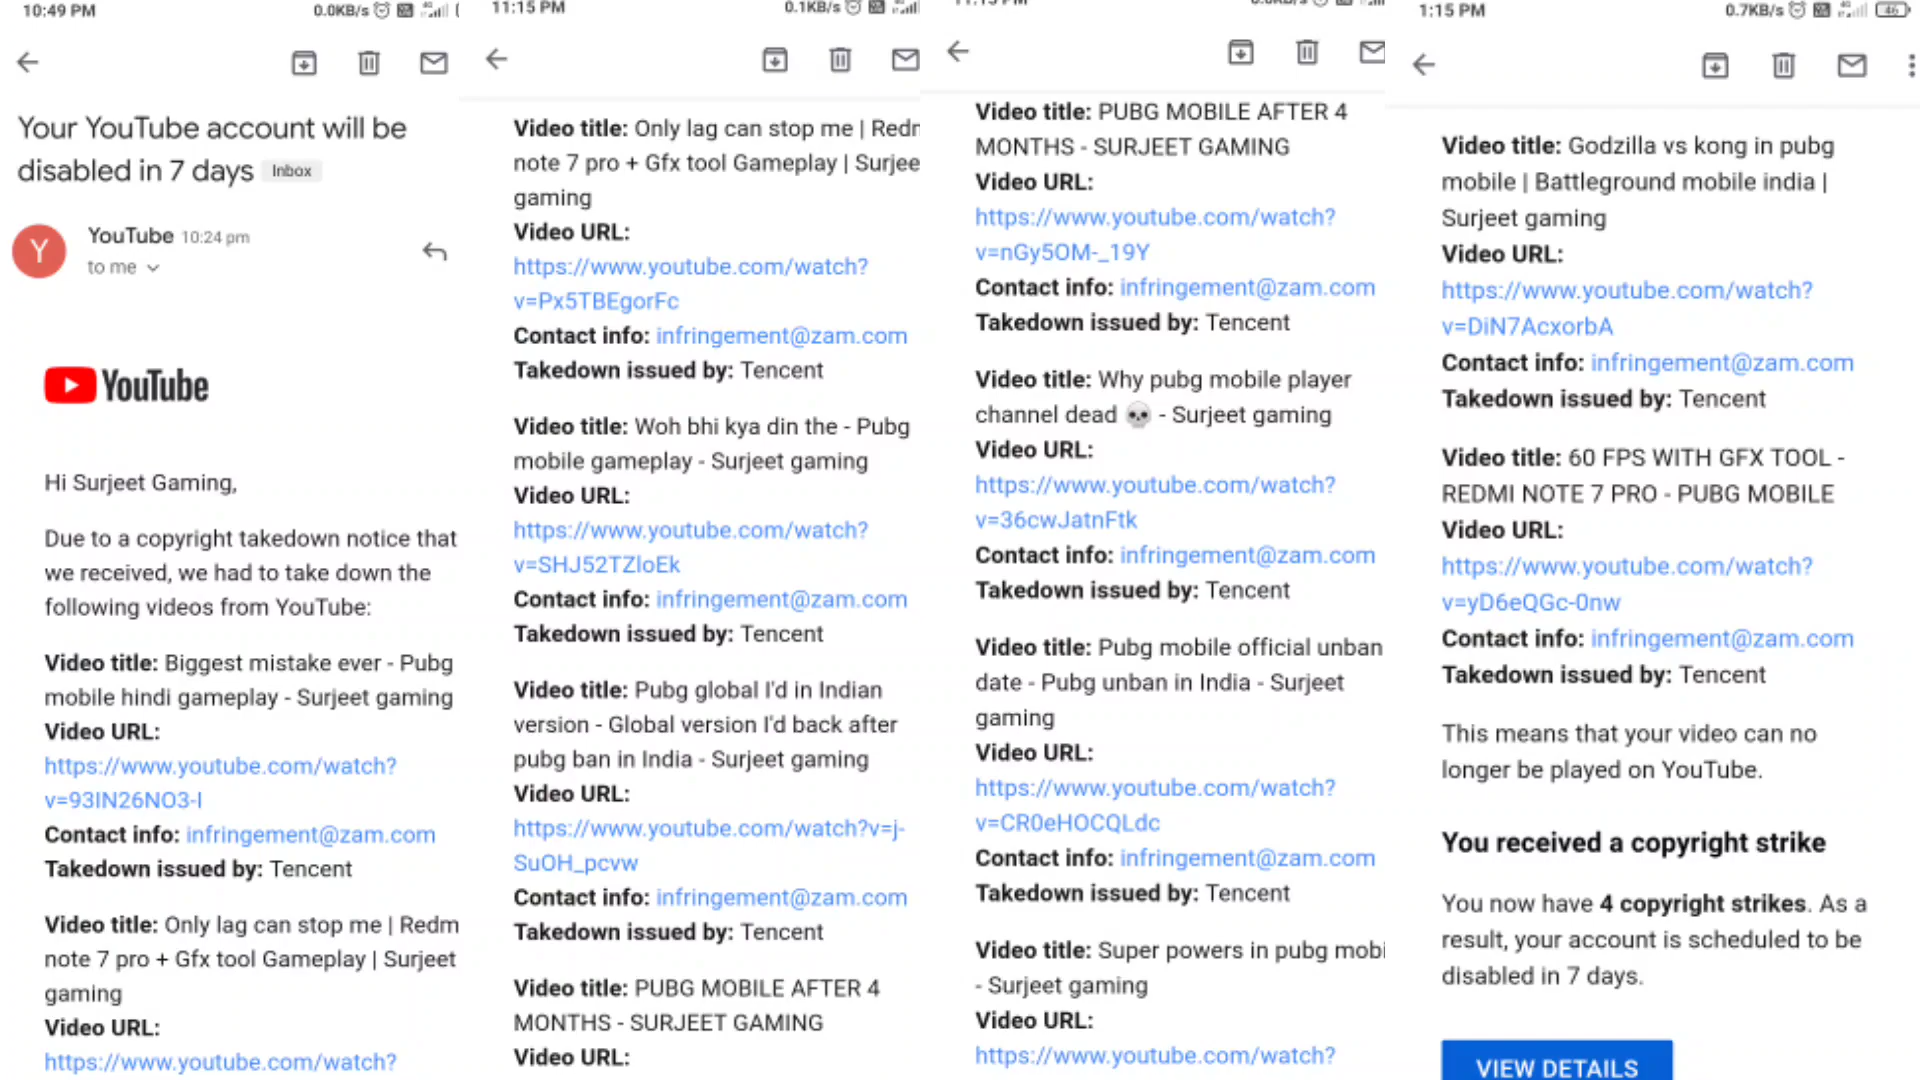 10:49 PM
0.0KB/s
Your YouTube account will be
disabled in 7 days Inbox
Y
YouTube 10:24 pm
to me
YouTube
Hi Surjeet Gaming,
Due to a copyright takedown notice that
we received, we had to take down the
following videos from YouTube:
Video title: Biggest mistake ever - Pubg
mobile hindi gameplay - Surjeet gaming
Video URL:
https://www.youtube.com/watch?
v=93IN26NO3-I
Contact info: infringement@zam.com
Takedown issued by: Tencent
Video title: Only lag can stop me | Redm
note 7 pro + Gfx tool Gameplay | Surjeet
gaming
Video URL:
https://www.youtube.com/watch?
11:15 PM
0.1KB/s
Video title: Only lag can stop me | Redn
note 7 pro + Gfx tool Gameplay | Surjee
gaming
Video URL:
https://www.youtube.com/watch?
v=Px5TBEgorFc
Contact info: infringement@zam.com
Takedown issued by: Tencent
Video title: Woh bhi kya din the - Pubg
mobile gameplay - Surjeet gaming
Video URL:
https://www.youtube.com/watch?
v=SHJ52TZloEk
Contact info: infringement@zam.com
Takedown issued by: Tencent
Video title: Pubg global I'd in Indian
version - Global version I'd back after
pubg ban in India - Surjeet gaming
Video URL:
https://www.youtube.com/watch?v=j-
SuOH_pcvw
Contact info: infringement@zam.com
Takedown issued by: Tencent
Video title: PUBG MOBILE AFTER 4
MONTHS - SURJEET GAMING
Video URL:
Video title: PUBG MOBILE AFTER 4
MONTHS - SURJEET GAMING
Video URL:
https://www.youtube.com/watch?
v=nGy5OM-_19Y
Contact info: infringement@zam.com
Takedown issued by: Tencent
Video title: Why pubg mobile player
channel dead 💀 - Surjeet gaming
Video URL:
https://www.youtube.com/watch?
v=36cwJatnFtk
Contact info: infringement@zam.com
Takedown issued by: Tencent
Video title: Pubg mobile official unban
date - Pubg unban in India - Surjeet
gaming
Video URL:
https://www.youtube.com/watch?
v=CR0eHOCQLdc
Contact info: infringement@zam.com
Takedown issued by: Tencent
Video title: Super powers in pubg mobi
- Surjeet gaming
Video URL:
https://www.youtube.com/watch?
1:15 PM
0.7KB/s
46
Video title: Godzilla vs kong in pubg
mobile | Battleground mobile india |
Surjeet gaming
Video URL:
https://www.youtube.com/watch?
v=DiN7AcxorbA
Contact info: infringement@zam.com
Takedown issued by: Tencent
Video title: 60 FPS WITH GFX TOOL -
REDMI NOTE 7 PRO - PUBG MOBILE
Video URL:
https://www.youtube.com/watch?
v=yD6eQGc-0nw
Contact info: infringement@zam.com
Takedown issued by: Tencent
This means that your video can no
longer be played on YouTube.
You received a copyright strike
You now have 4 copyright strikes. As a
result, your account is scheduled to be
disabled in 7 days.
VIEW DETAILS